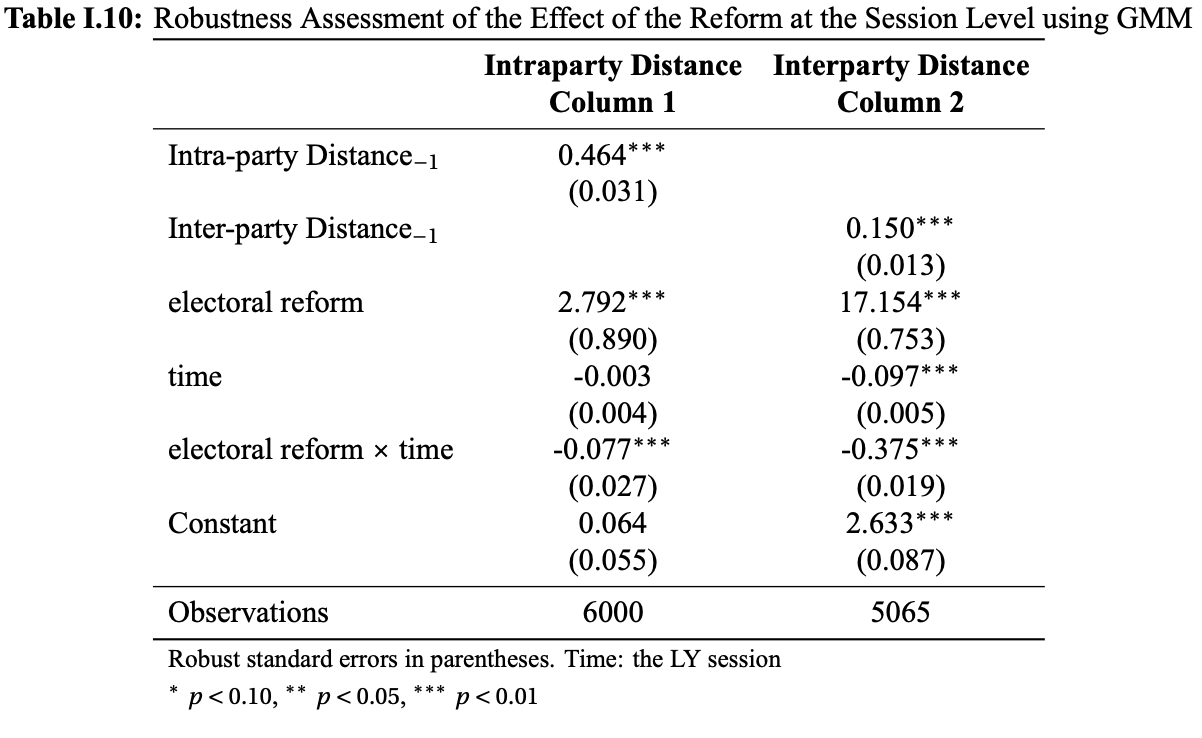 Table I.10: Robustness Assessment of the Effect of the Reform at the Session Level using GMM
Intraparty Distance Interparty Distance
Column 1 Column 2
Intra-party Distance₋₁ 0.464***
(0.031)
Inter-party Distance₋₁ 0.150***
(0.013)
electoral reform 2.792*** 17.154***
(0.890) (0.753)
time -0.003 -0.097***
(0.004) (0.005)
electoral reform × time -0.077*** -0.375***
(0.027) (0.019)
Constant 0.064 2.633***
(0.055) (0.087)
Observations 6000 5065
Robust standard errors in parentheses. Time: the LY session
* p < 0.10, ** p < 0.05, *** p < 0.01